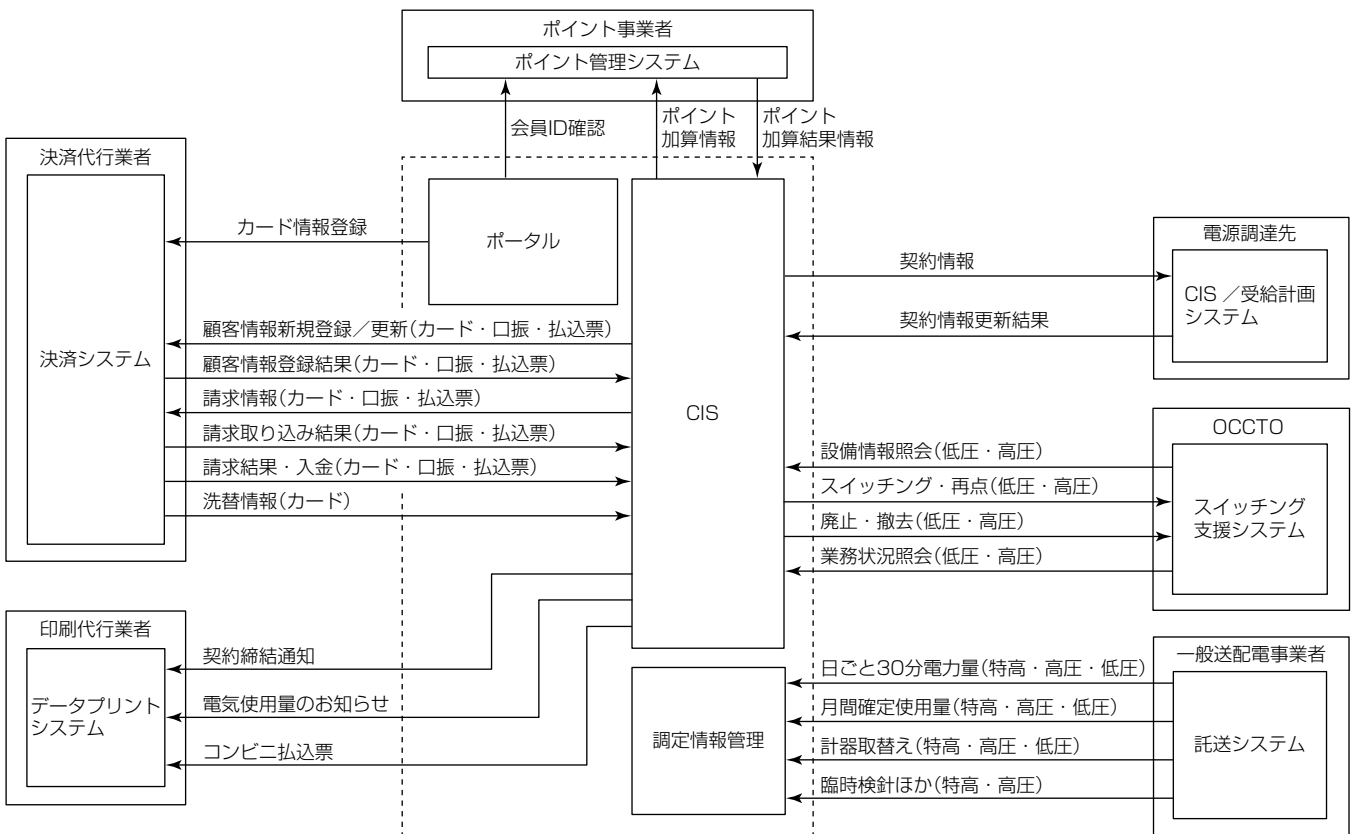 ポイント事業者
ポイント管理システム
会員ID確認
ポイント
加算情報
ポイント
加算結果情報
決済代行業者
決済システム
カード情報登録
ポータル
顧客情報新規登録／更新(カード・口振・払込票)
顧客情報登録結果(カード・口振・払込票)
請求情報(カード・口振・払込票)
請求取り込み結果(カード・口振・払込票)
請求結果・入金(カード・口振・払込票)
洗替情報(カード)
CIS
契約情報
契約情報更新結果
電源調達先
CIS ／受給計画
システム
OCCTO
設備情報照会(低圧・高圧)
スイッチング・再点(低圧・高圧)
廃止・撤去(低圧・高圧)
業務状況照会(低圧・高圧)
スイッチング
支援システム
印刷代行業者
データプリント
システム
契約締結通知
電気使用量のお知らせ
コンビニ払込票
調定情報管理
一般送配電事業者
日ごと30分電力量(特高・高圧・低圧)
月間確定使用量(特高・高圧・低圧)
計器取替え(特高・高圧・低圧)
臨時検針ほか(特高・高圧)
託送システム